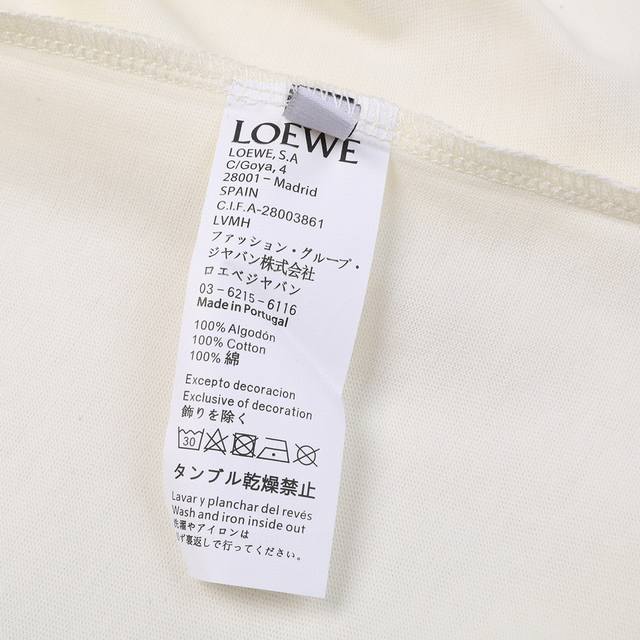 LOEWE
LOEWE, S.A
C/Goya, 4
28001 – Madrid
SPAIN
C.I.F.A-28003861
LVMH
ファッション・グループ・
ジャパン株式会社
ロエベジャパン
03 - 6215 - 6116
Made in Portugal
100% Algodón
100% Cotton
100% 綿
Excepto decoracion
Exclusive of decoration
飾りを除く
30
タンブル乾燥禁止
Lavar y planchar del revés
Wash and iron inside out
洗濯やアイロンは
ず裏返しで行ってください。